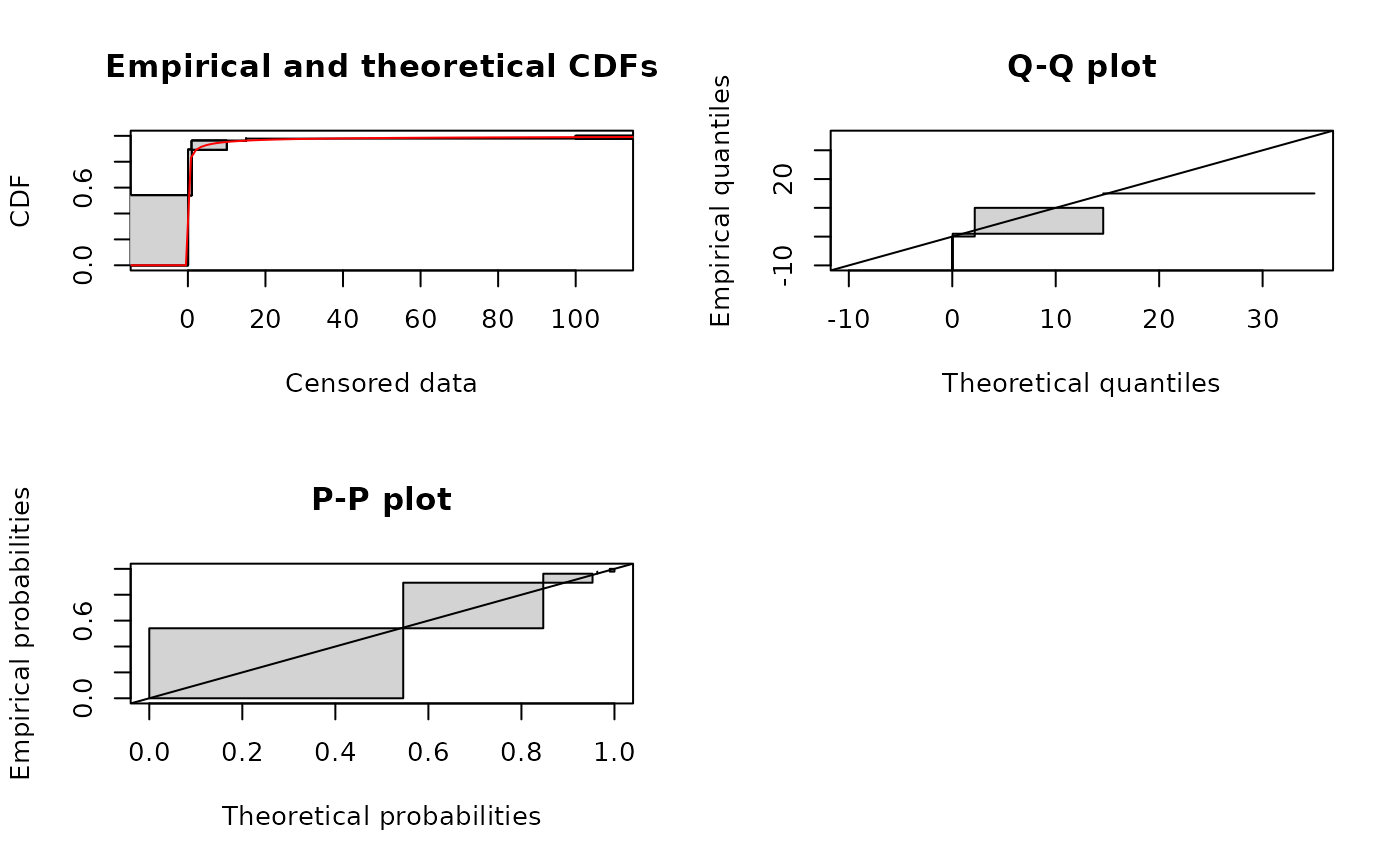 Empirical and theoretical CDFs
CDF
0.0
0.6
0 20 40 60 80 100
Censored data
Q-Q plot
Empirical quantiles
-10
20
-10 0 10 20 30
Theoretical quantiles
P-P plot
Empirical probabilities
0.0
0.6
0.0 0.2 0.4 0.6 0.8 1.0
Theoretical probabilities